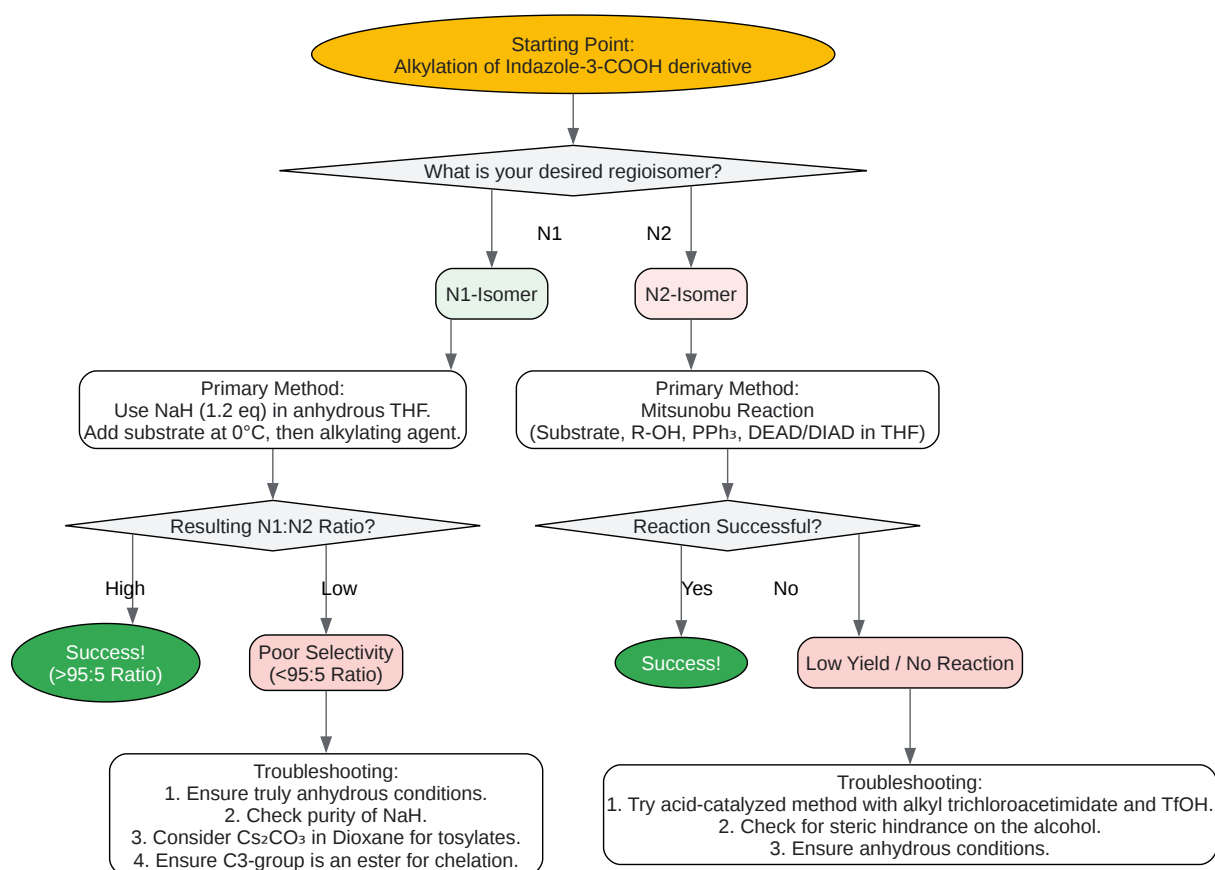 Starting Point:
Alkylation of Indazole-3-COOH derivative
What is your desired regioisomer?
N1
N2
N1-Isomer
N2-Isomer
Primary Method:
Use NaH (1.2 eq) in anhydrous THF.
Add substrate at 0°C, then alkylating agent.
Primary Method:
Mitsunobu Reaction
(Substrate, R-OH, PPh₃, DEAD/DIAD in THF)
Resulting N1:N2 Ratio?
Reaction Successful?
High
Low
Yes
No
Success!
(>95:5 Ratio)
Poor Selectivity
(<95:5 Ratio)
Success!
Low Yield / No Reaction
Troubleshooting:
1. Ensure truly anhydrous conditions.
2. Check purity of NaH.
3. Consider Cs₂CO₃ in Dioxane for tosylates.
4. Ensure C3-group is an ester for chelation.
Troubleshooting:
1. Try acid-catalyzed method with alkyl trichloroacetimidate and TfOH.
2. Check for steric hindrance on the alcohol.
3. Ensure anhydrous conditions.